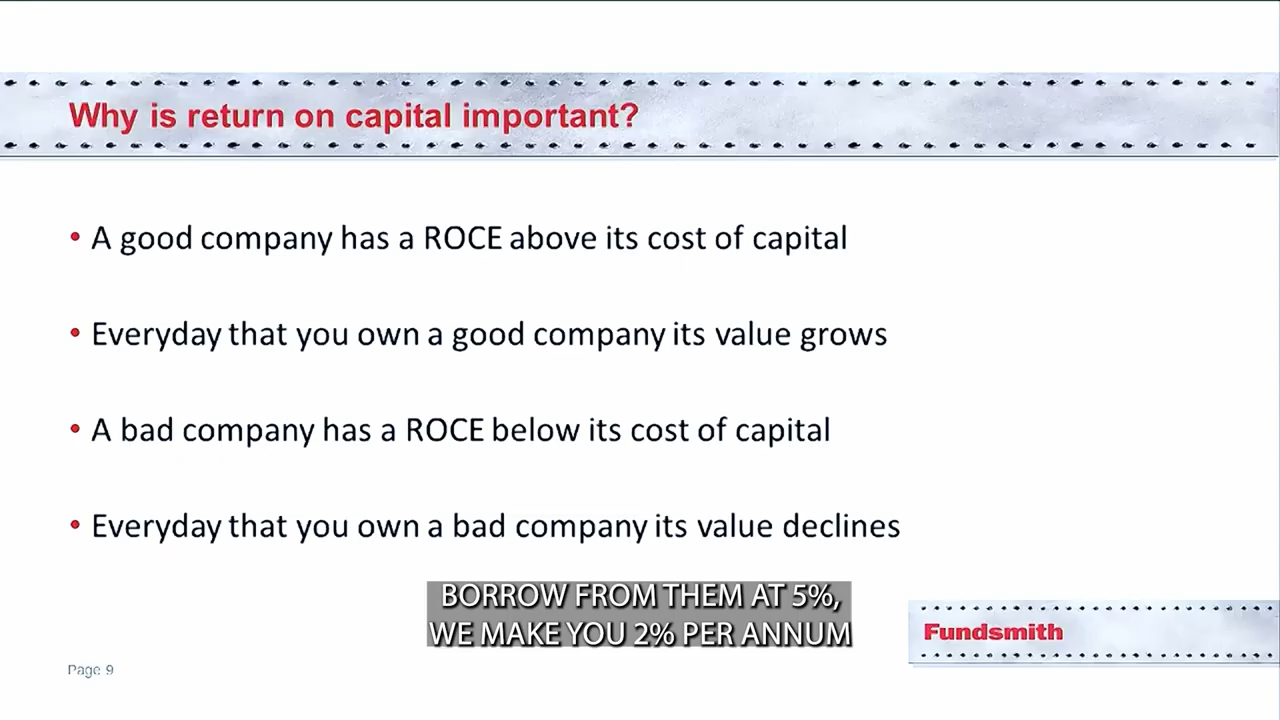 Why is return on capital important?
• A good company has a ROCE above its cost of capital
• Everyday that you own a good company its value grows
• A bad company has a ROCE below its cost of capital
• Everyday that you own a bad company its value declines
BORROW FROM THEM AT 5%,
WE MAKE YOU 2% PER ANNUM
Fundsmith
Page 9